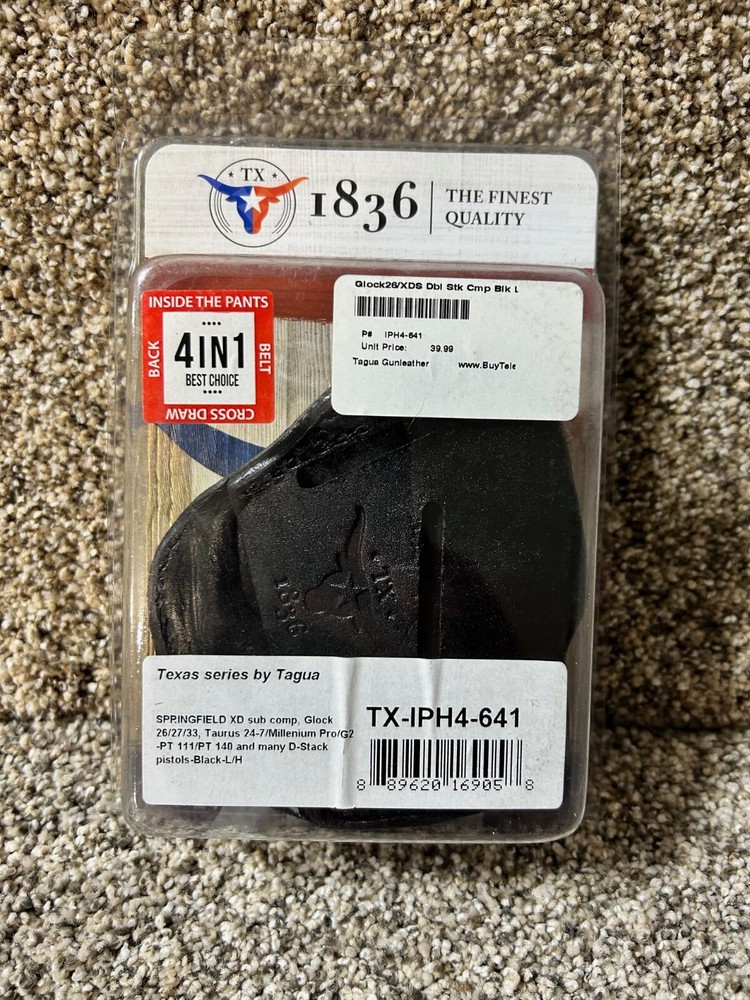 TX
1836
THE FINEST
QUALITY
INSIDE THE PANTS
BACK
4IN1
BEST CHOICE
BELT
CROSS DRAW
Glock26/XDS Dbl Stk Cmp Blk L
P# IPH4-641
Unit Price: 39.99
Tagua Gunleather www.BuyTele
TX
1836
Texas series by Tagua
SPRINGFIELD XD sub comp, Glock
26/27/33, Taurus 24-7/Millenium Pro/G2
-PT 111/PT 140 and many D-Stack
pistols-Black-L/H
TX-IPH4-641
8 89620 16905 8